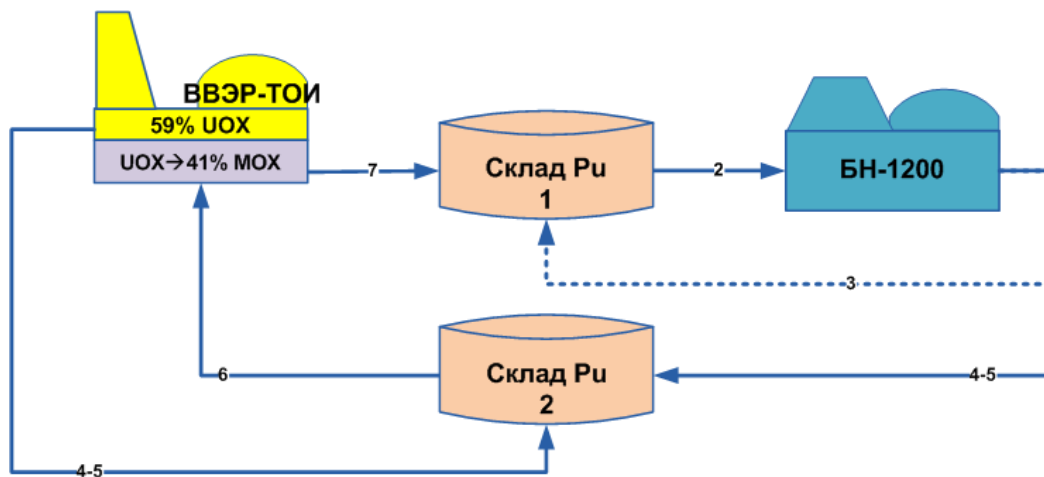 ВВЭР-ТОИ
59% UOX
UOX→41% MOX
7
Склад Pu
1
2
БН-1200
3
Склад Pu
2
6
4-5
4-5